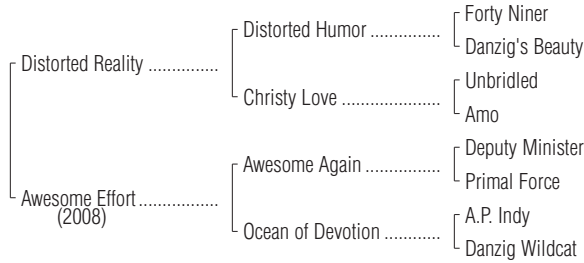 Forty Niner
Distorted Humor ...............
Danzig's Beauty
Distorted Reality ...............
Unbridled
Christy Love .....................
Amo
Deputy Minister
Awesome Again ................
Primal Force
Awesome Effort.................
(2008)
A.P. Indy
Ocean of Devotion ............
Danzig Wildcat